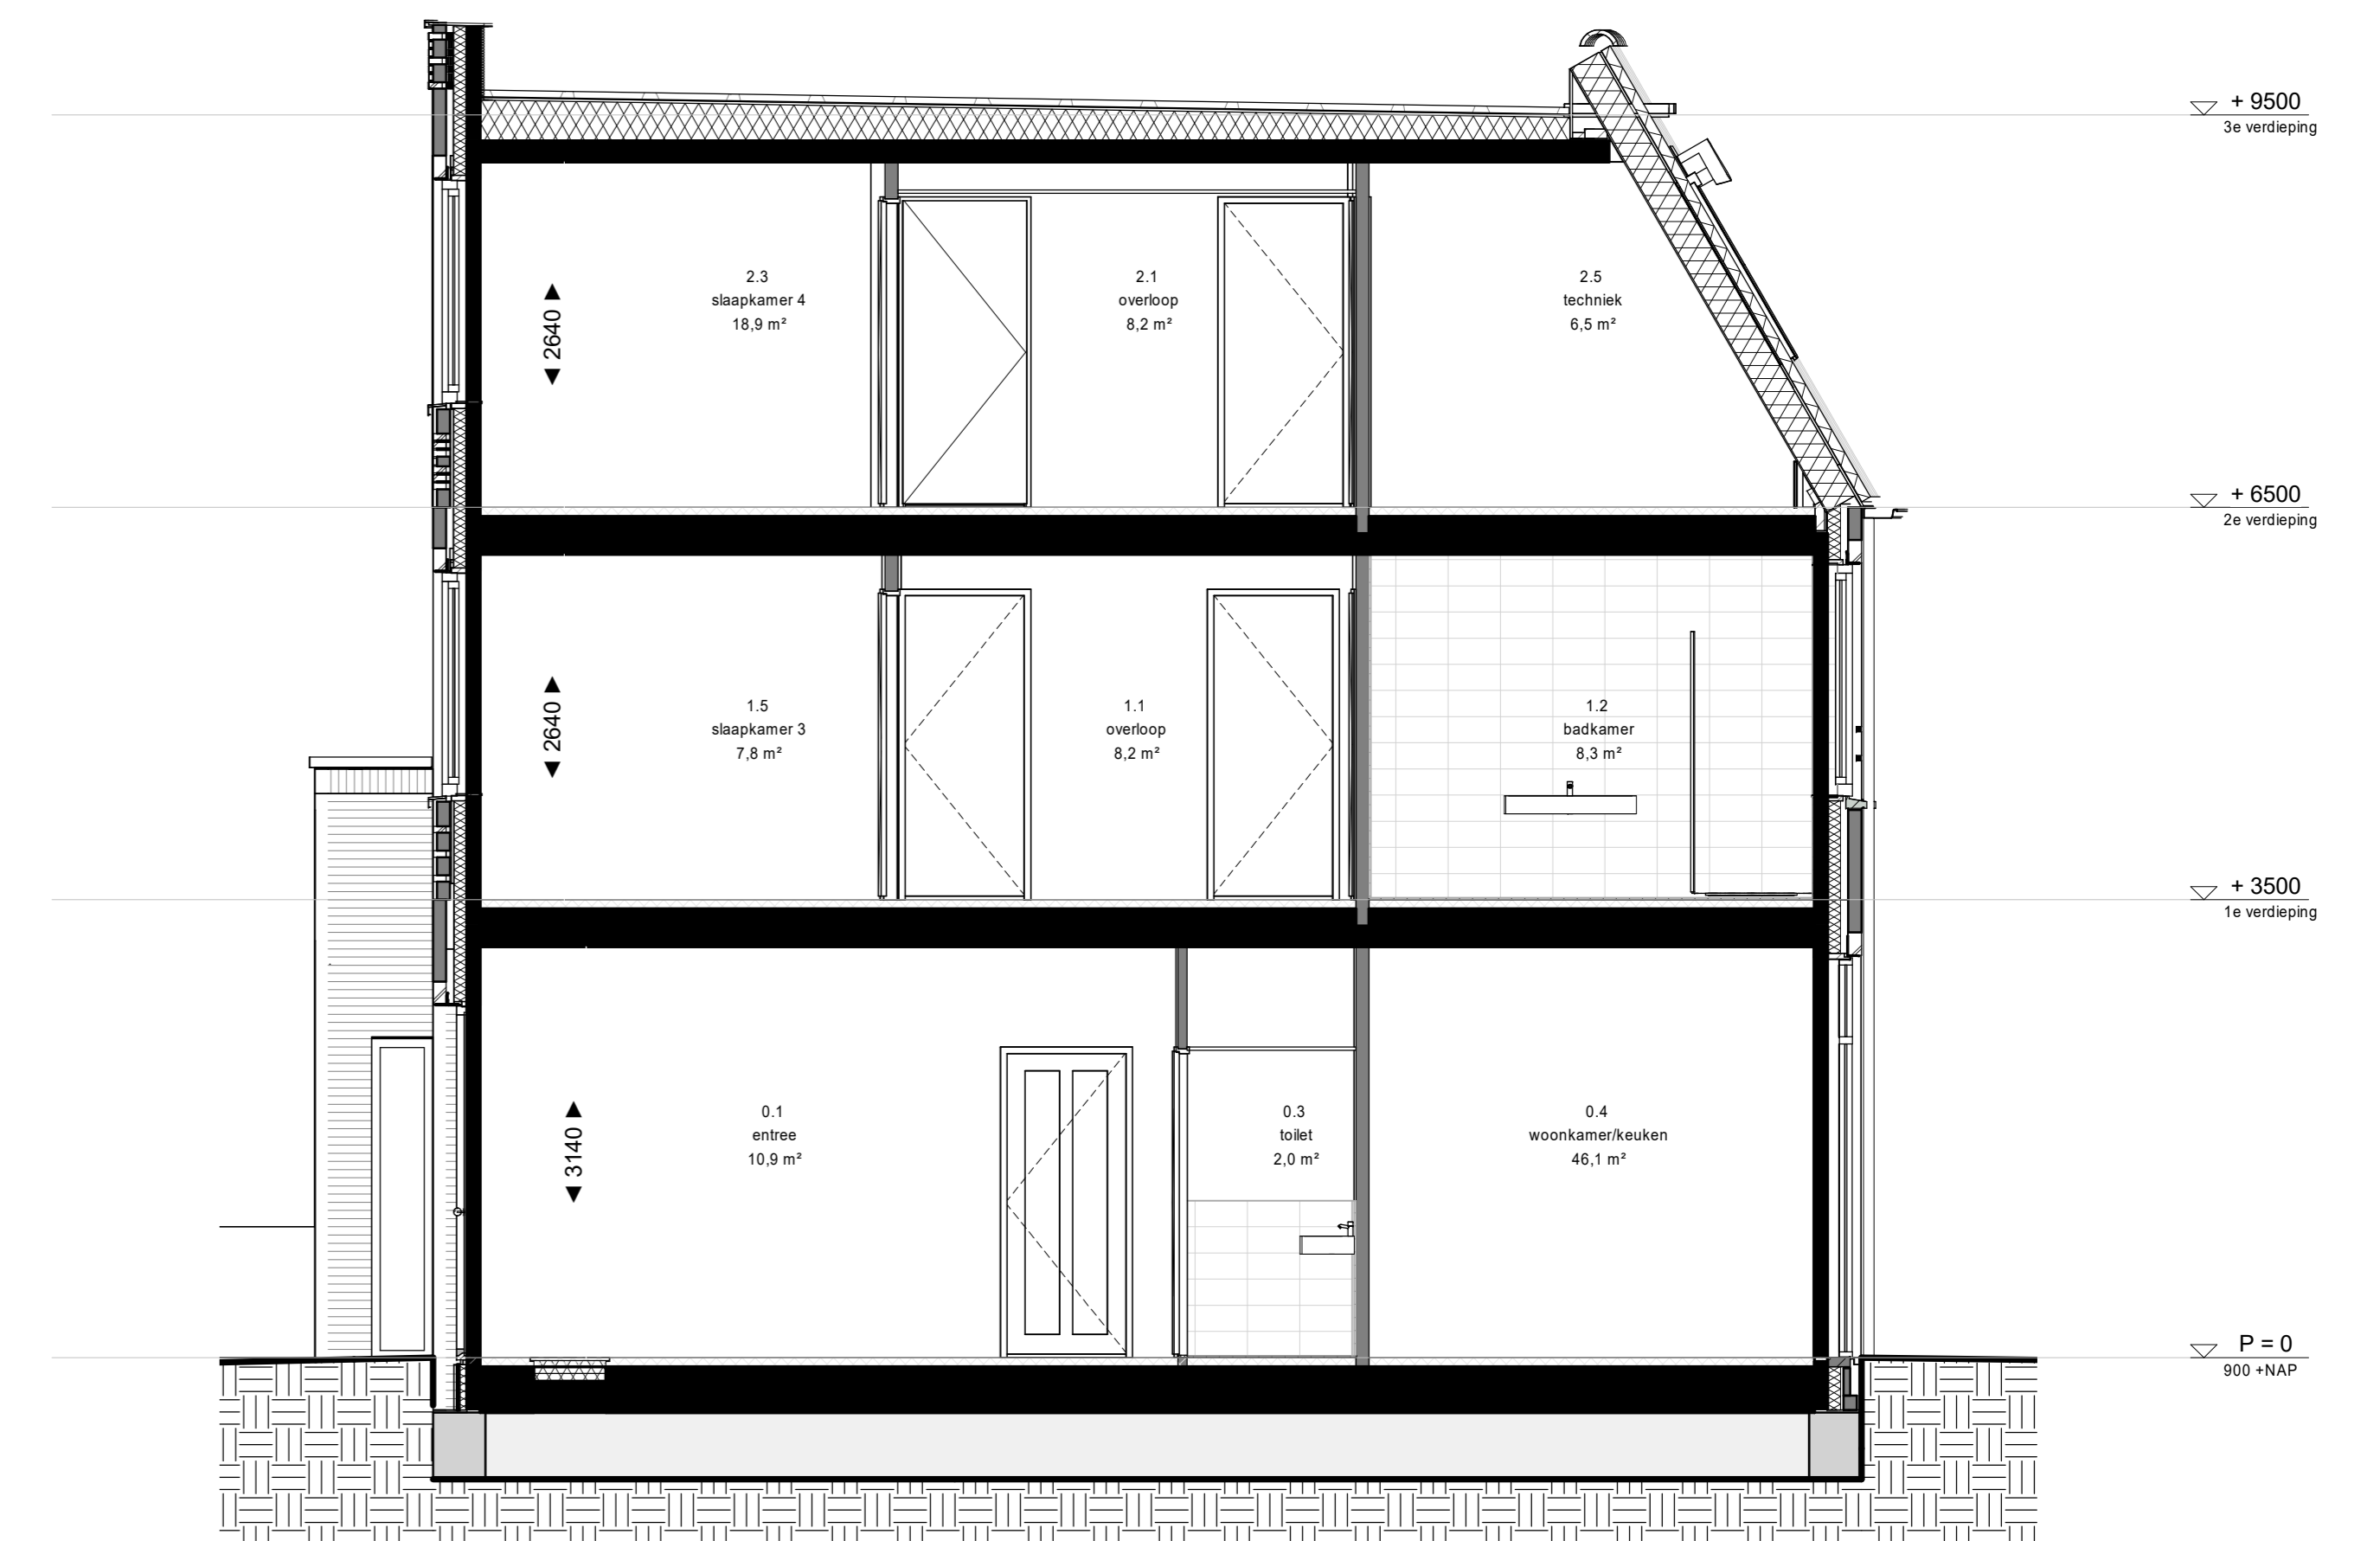 + 9500
3e verdieping
2.3
slaapkamer 4
18,9 m²
2.1
overloop
8,2 m²
2.5
techniek
6,5 m²
2640
+ 6500
2e verdieping
1.5
slaapkamer 3
7,8 m²
1.1
overloop
8,2 m²
1.2
badkamer
8,3 m²
2640
+ 3500
1e verdieping
0.1
entree
10,9 m²
0.3
toilet
2,0 m²
0.4
woonkamer/keuken
46,1 m²
3140
P = 0
900 +NAP